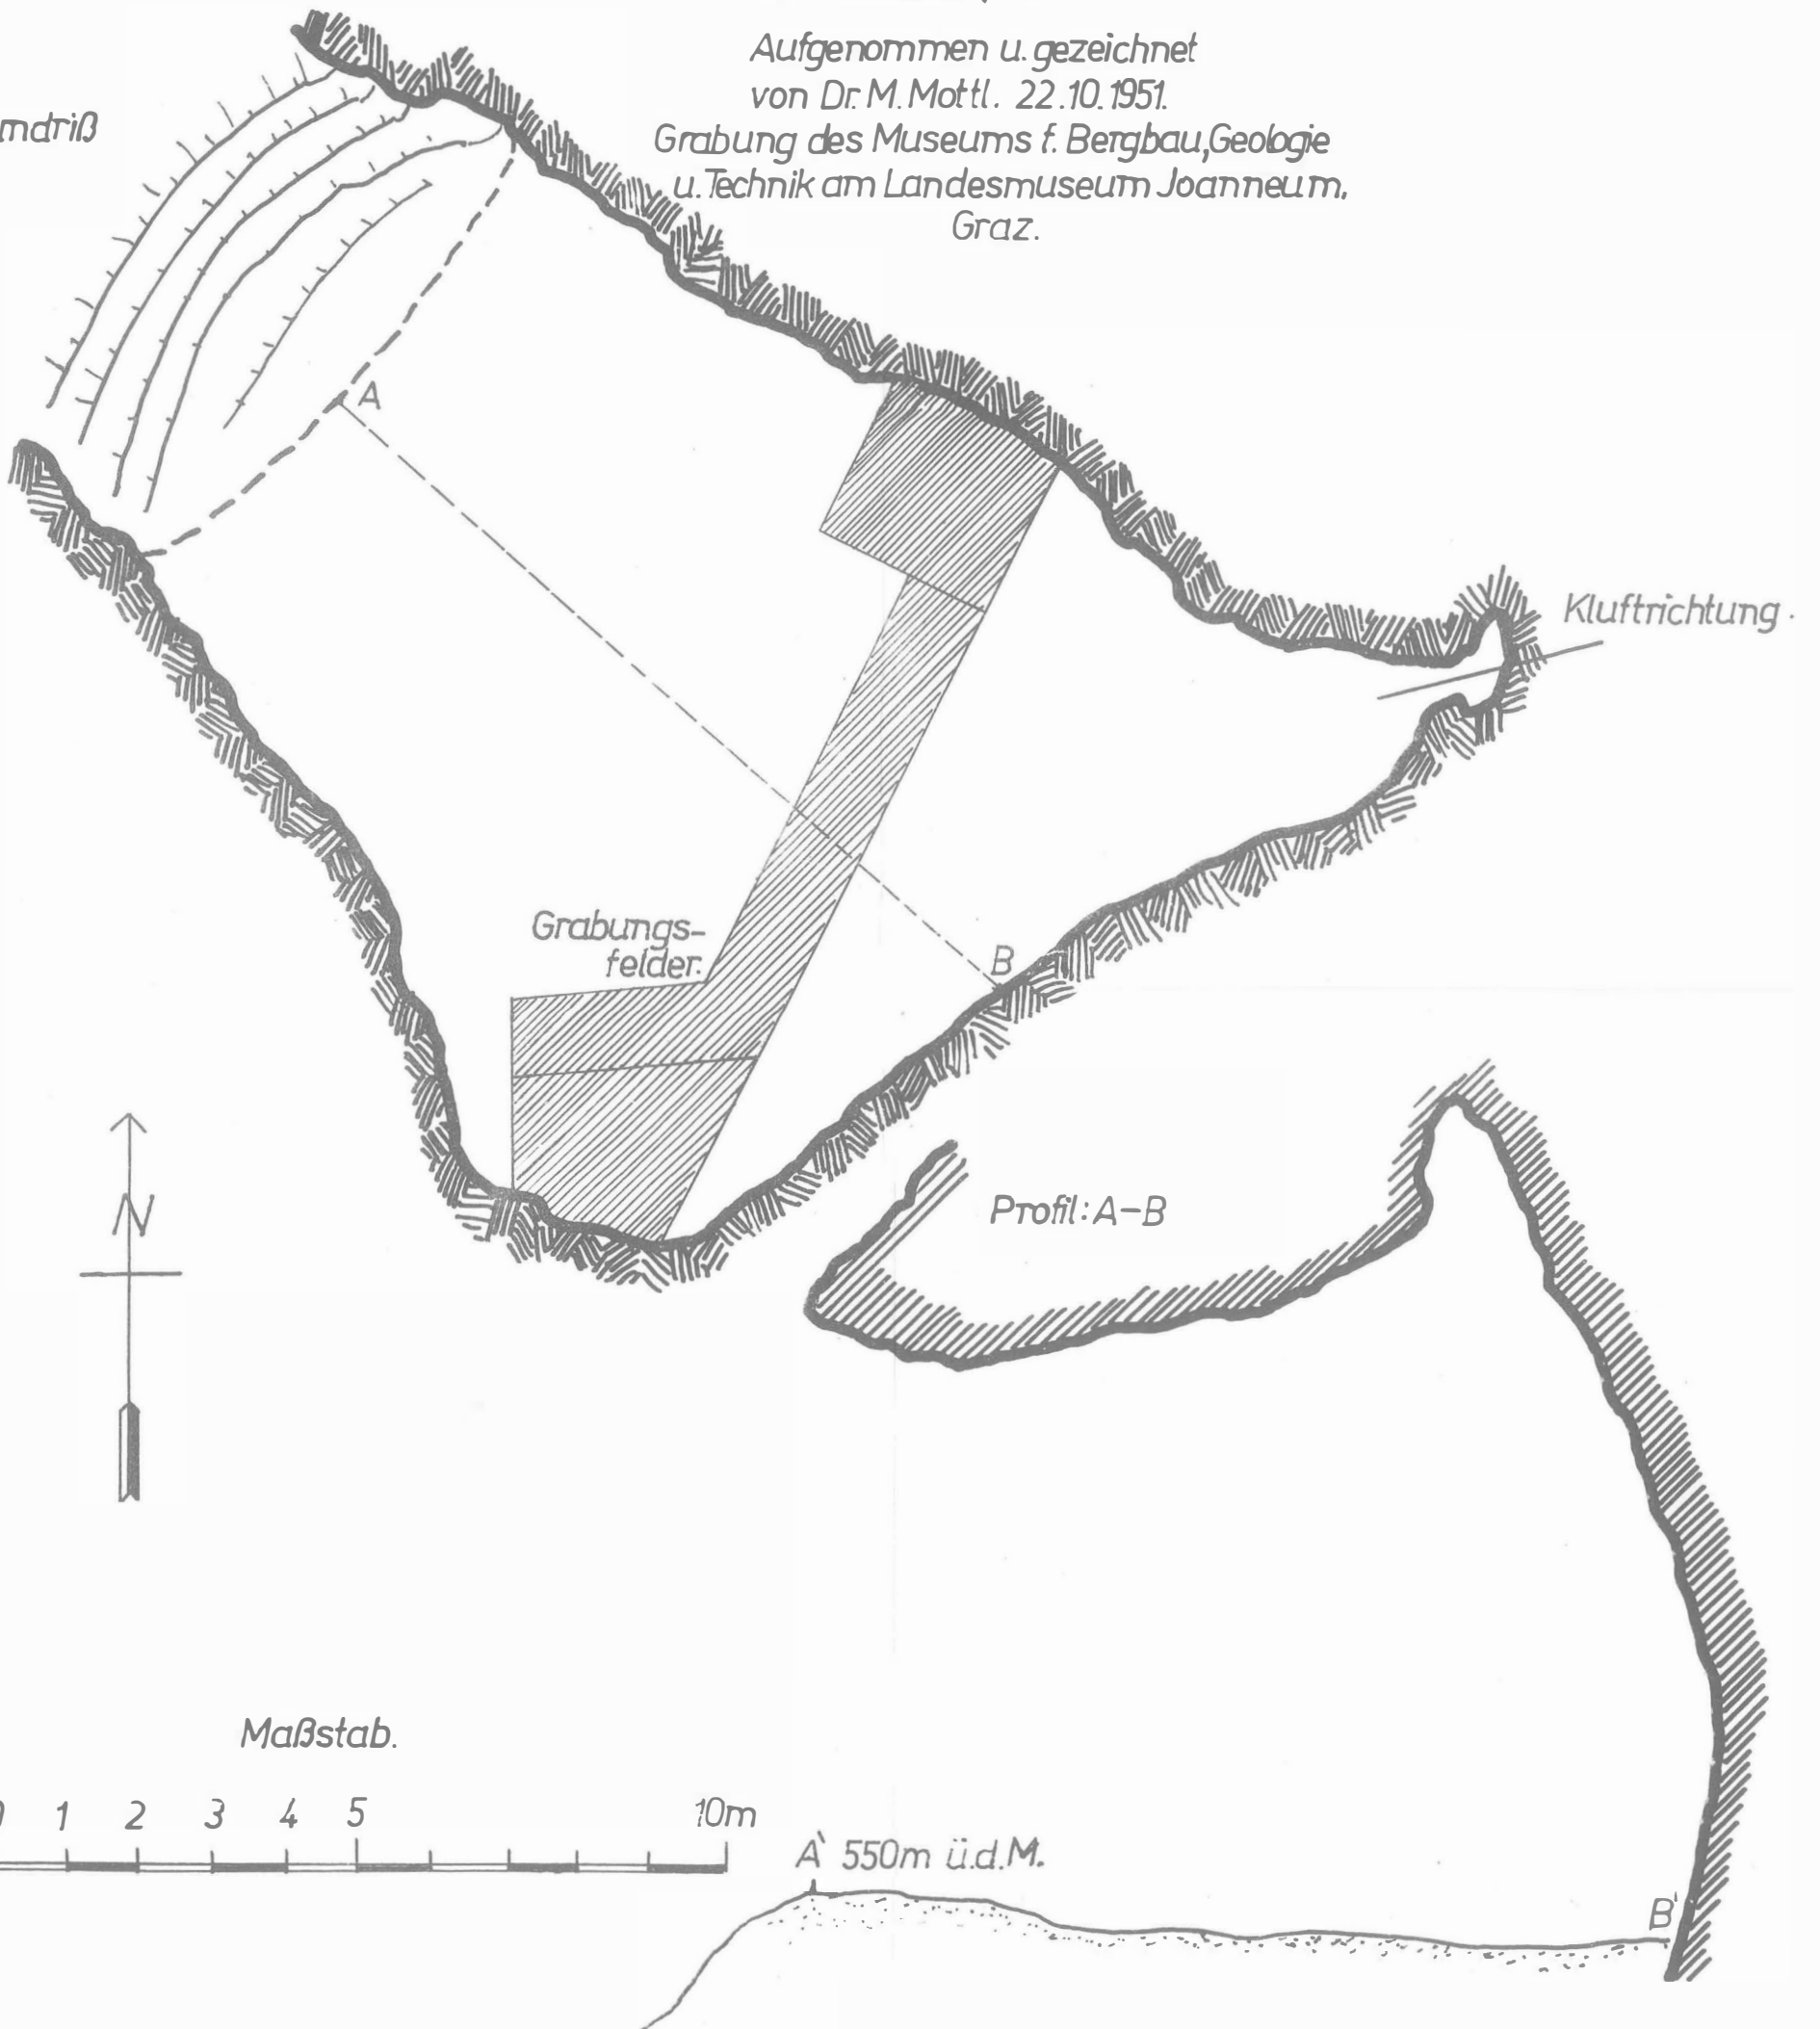 Aufgenommen u. gezeichnet
von Dr. M. Mottl. 22.10.1951.
Grabung des Museums f. Bergbau, Geologie
u. Technik am Landesmuseum Joanneum,
Graz.
mdriß
A
Kluftrichtung.
Grabungs-
felder.
B
N
Profil: A-B
Maßstab.
0 1 2 3 4 5 10m
A' 550m ü.d.M.
B'